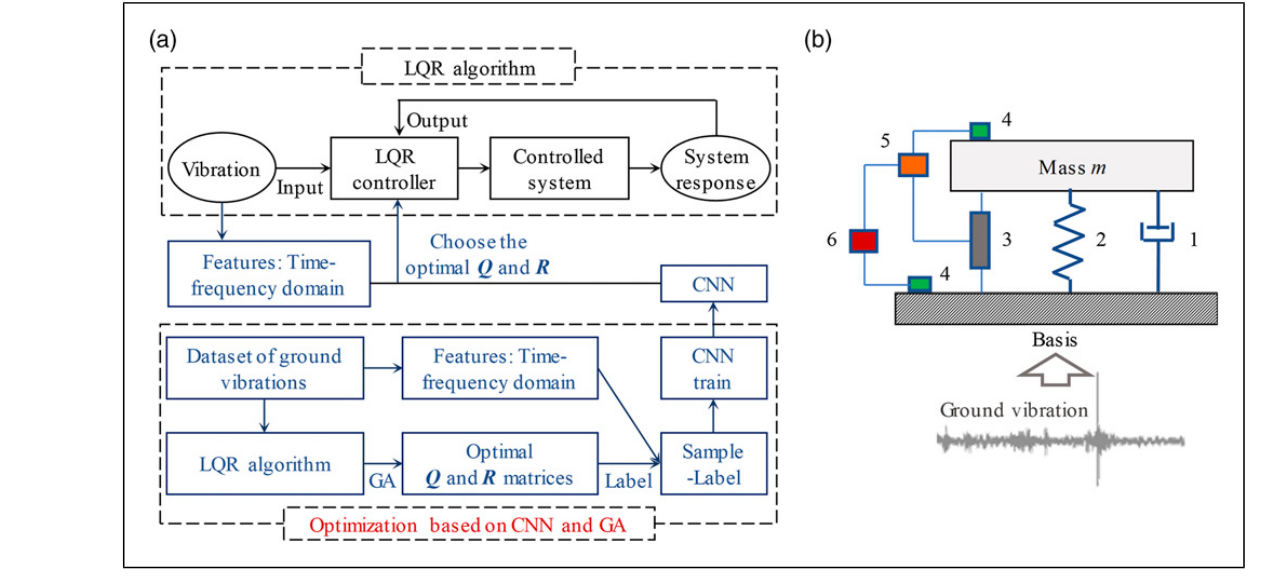 (a)
LQR algorithm
Output
Vibration
Input
LQR
controller
Controlled
system
System
response
Choose the
optimal Q and R
Features: Time-
frequency domain
CNN
Dataset of ground
vibrations
Features: Time-
frequency domain
CNN
train
LQR algorithm
GA
Optimal
Q and R matrices
Label
Sample
-Label
Optimization based on CNN and GA
(b)
4
5
Mass m
6
3
2
1
4
Basis
Ground vibration